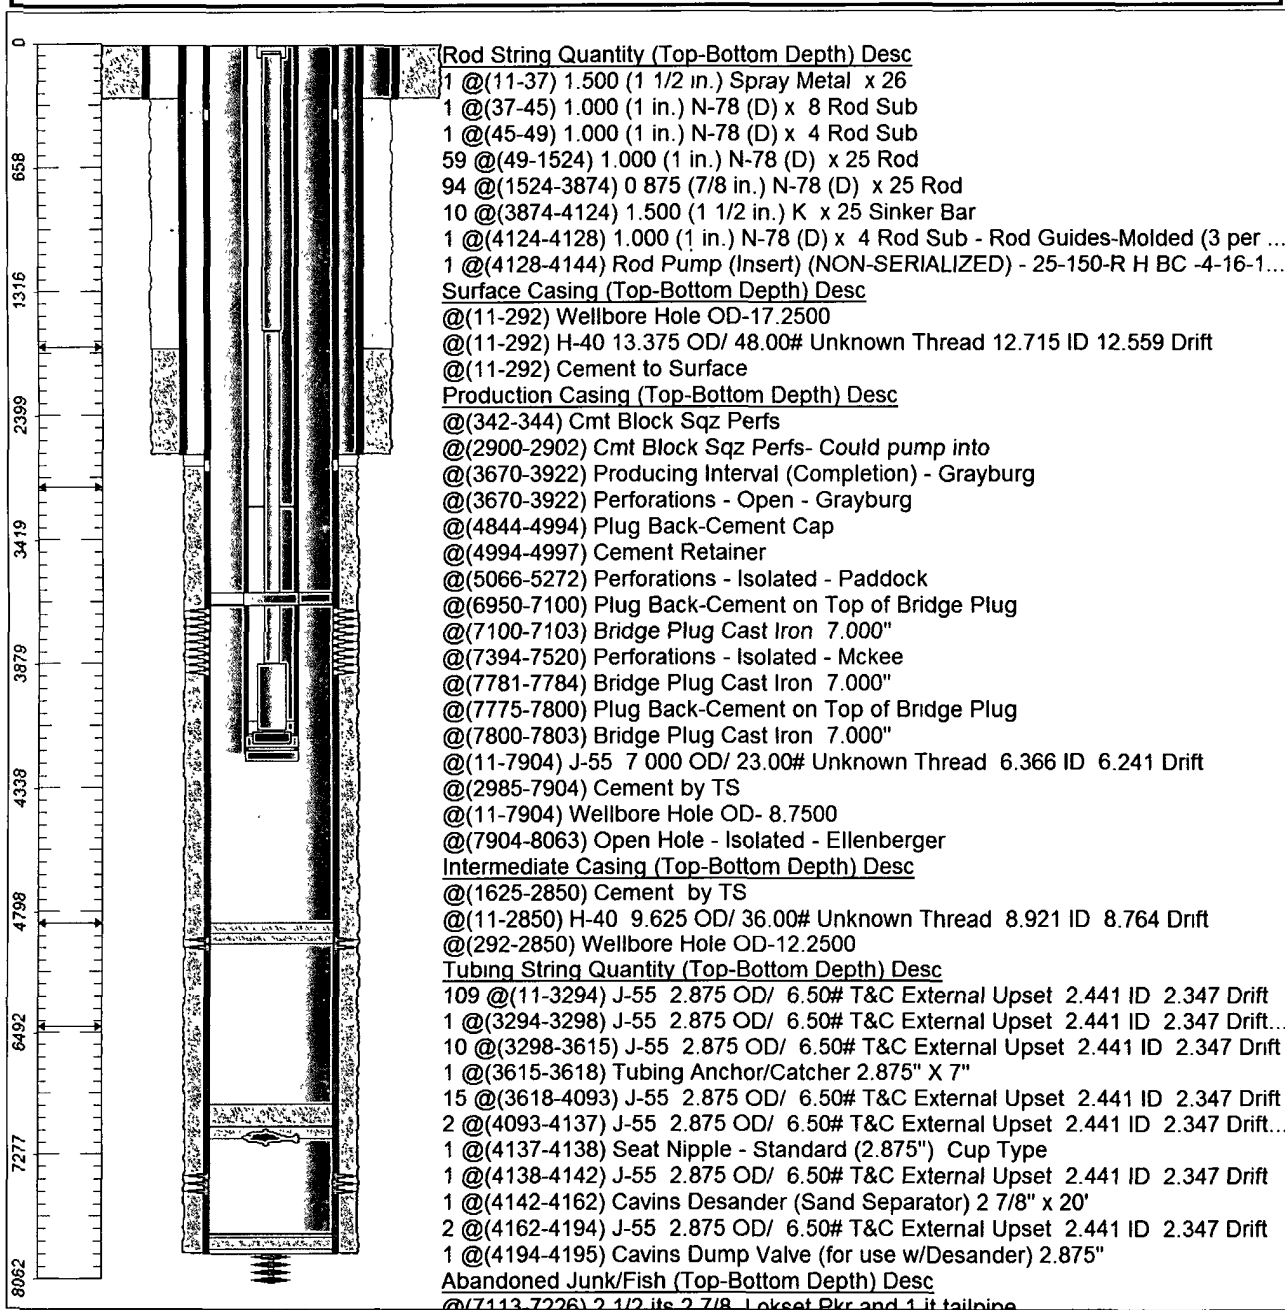 0
658
1316
2399
3419
3879
4338
4798
6492
7277
8062
Rod String Quantity (Top-Bottom Depth) Desc
1 @(11-37) 1.500 (1 1/2 in.) Spray Metal x 26
1 @(37-45) 1.000 (1 in.) N-78 (D) x 8 Rod Sub
1 @(45-49) 1.000 (1 in.) N-78 (D) x 4 Rod Sub
59 @(49-1524) 1.000 (1 in.) N-78 (D) x 25 Rod
94 @(1524-3874) 0 875 (7/8 in.) N-78 (D) x 25 Rod
10 @(3874-4124) 1.500 (1 1/2 in.) K x 25 Sinker Bar
1 @(4124-4128) 1.000 (1 in.) N-78 (D) x 4 Rod Sub - Rod Guides-Molded (3 per ...
1 @(4128-4144) Rod Pump (Insert) (NON-SERIALIZED) - 25-150-R H BC -4-16-1...
Surface Casing (Top-Bottom Depth) Desc
@(11-292) Wellbore Hole OD-17.2500
@(11-292) H-40 13.375 OD/ 48.00# Unknown Thread 12.715 ID 12.559 Drift
@(11-292) Cement to Surface
Production Casing (Top-Bottom Depth) Desc
@(342-344) Cmt Block Sqz Perfs
@(2900-2902) Cmt Block Sqz Perfs- Could pump into
@(3670-3922) Producing Interval (Completion) - Grayburg
@(3670-3922) Perforations - Open - Grayburg
@(4844-4994) Plug Back-Cement Cap
@(4994-4997) Cement Retainer
@(5066-5272) Perforations - Isolated - Paddock
@(6950-7100) Plug Back-Cement on Top of Bridge Plug
@(7100-7103) Bridge Plug Cast Iron 7.000"
@(7394-7520) Perforations - Isolated - Mckee
@(7781-7784) Bridge Plug Cast Iron 7.000"
@(7775-7800) Plug Back-Cement on Top of Bridge Plug
@(7800-7803) Bridge Plug Cast Iron 7.000"
@(11-7904) J-55 7 000 OD/ 23.00# Unknown Thread 6.366 ID 6.241 Drift
@(2985-7904) Cement by TS
@(11-7904) Wellbore Hole OD- 8.7500
@(7904-8063) Open Hole - Isolated - Ellenberger
Intermediate Casing (Top-Bottom Depth) Desc
@(1625-2850) Cement by TS
@(11-2850) H-40 9.625 OD/ 36.00# Unknown Thread 8.921 ID 8.764 Drift
@(292-2850) Wellbore Hole OD-12.2500
Tubing String Quantity (Top-Bottom Depth) Desc
109 @(11-3294) J-55 2.875 OD/ 6.50# T&C External Upset 2.441 ID 2.347 Drift
1 @(3294-3298) J-55 2.875 OD/ 6.50# T&C External Upset 2.441 ID 2.347 Drift...
10 @(3298-3615) J-55 2.875 OD/ 6.50# T&C External Upset 2.441 ID 2.347 Drift
1 @(3615-3618) Tubing Anchor/Catcher 2.875" X 7"
15 @(3618-4093) J-55 2.875 OD/ 6.50# T&C External Upset 2.441 ID 2.347 Drift
2 @(4093-4137) J-55 2.875 OD/ 6.50# T&C External Upset 2.441 ID 2.347 Drift...
1 @(4137-4138) Seat Nipple - Standard (2.875") Cup Type
1 @(4138-4142) J-55 2.875 OD/ 6.50# T&C External Upset 2.441 ID 2.347 Drift
1 @(4142-4162) Cavins Desander (Sand Separator) 2 7/8" x 20'
2 @(4162-4194) J-55 2.875 OD/ 6.50# T&C External Upset 2.441 ID 2.347 Drift
1 @(4194-4195) Cavins Dump Valve (for use w/Desander) 2.875"
Abandoned Junk/Fish (Top-Bottom Depth) Desc
@(7113-7226) 2 1/2 jts 2 7/8, Lokset Pkr and 1 jt tailpipe